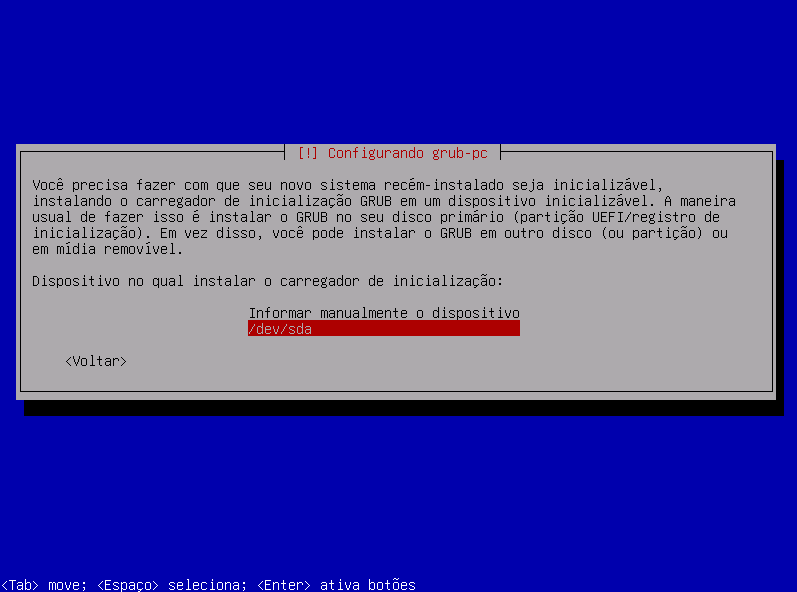 [!] Configurando grub-pc
Você precisa fazer com que seu novo sistema recém-instalado seja inicializável,
instalando o carregador de inicialização GRUB em um dispositivo inicializável. A maneira
usual de fazer isso é instalar o GRUB no seu disco primário (partição UEFI/registro de
inicialização). Em vez disso, você pode instalar o GRUB em outro disco (ou partição) ou
em mídia removível.
Dispositivo no qual instalar o carregador de inicialização:
Informar manualmente o dispositivo
/dev/sda
<Voltar>
<Tab> move; <Espaço> seleciona; <Enter> ativa botões